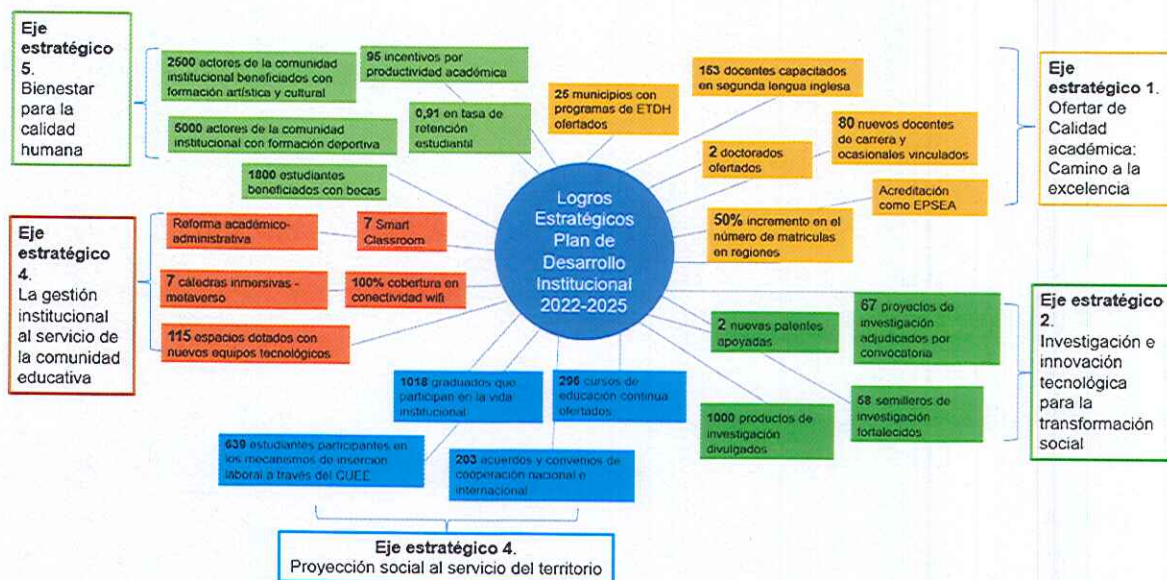 Eje
estratégico
5.
Bienestar
para la
calidad
humana
2500 actores de la comunidad
institucional beneficiados con
formación artística y cultural
95 incentivos por
productividad académica
5000 actores de la comunidad
institucional con formación deportiva
0,91 en tasa de
retención
estudiantil
1800 estudiantes
beneficiados con becas
25 municipios con
programas de ETDH
ofertados
153 docentes capacitados
en segunda lengua inglesa
2 doctorados
ofertados
80 nuevos docentes
de carrera y
ocasionales vinculados
Acreditación
como EPSEA
50% incremento en el
número de matriculas
en regiones
Eje
estratégico 1.
Ofertar de
Calidad
académica:
Camino a la
excelencia
Logros
Estratégicos
Plan de
Desarrollo
Institucional
2022-2025
Eje
estratégico
4.
La gestión
institucional
al servicio de
la comunidad
educativa
Reforma académico-
administrativa
7 Smart
Classroom
7 cátedras inmersivas -
metaverso
100% cobertura en
conectividad wifi
115 espacios dotados con
nuevos equipos tecnológicos
2 nuevas patentes
apoyadas
67 proyectos de
investigación
adjudicados por
convocatoria
1000 productos de
investigación
divulgados
58 semilleros de
investigación
fortalecidos
Eje estratégico
2.
Investigación e
innovación
tecnológica
para la
transformación
social
1018 graduados que
participan en la vida
institucional
296 cursos de
educación continua
ofertados
639 estudiantes participantes en
los mecanismos de inserción
laboral a través del CUEE
203 acuerdos y convenios de
cooperación nacional e
internacional
Eje estratégico 4.
Proyección social al servicio del territorio